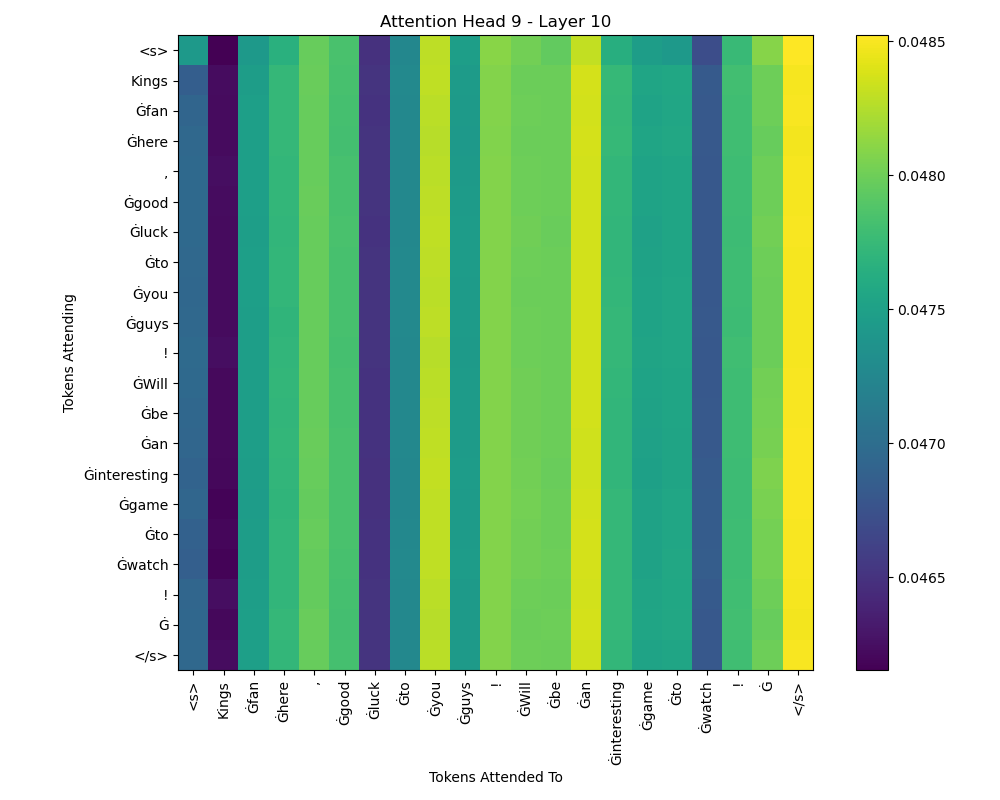 Attention Head 9 - Layer 10
Tokens Attending
<s>
Kings
Ġfan
Ġhere
,
Ġgood
Ġluck
Ġto
Ġyou
Ġguys
!
ĠWill
Ġbe
Ġan
Ġinteresting
Ġgame
Ġto
Ġwatch
!
Ġ
</s>
<s>
Kings
Ġfan
Ġhere
,
Ġgood
Ġluck
Ġto
Ġyou
Ġguys
!
ĠWill
Ġbe
Ġan
Ġinteresting
Ġgame
Ġto
Ġwatch
!
Ġ
</s>
Tokens Attended To
0.0485
0.0480
0.0475
0.0470
0.0465